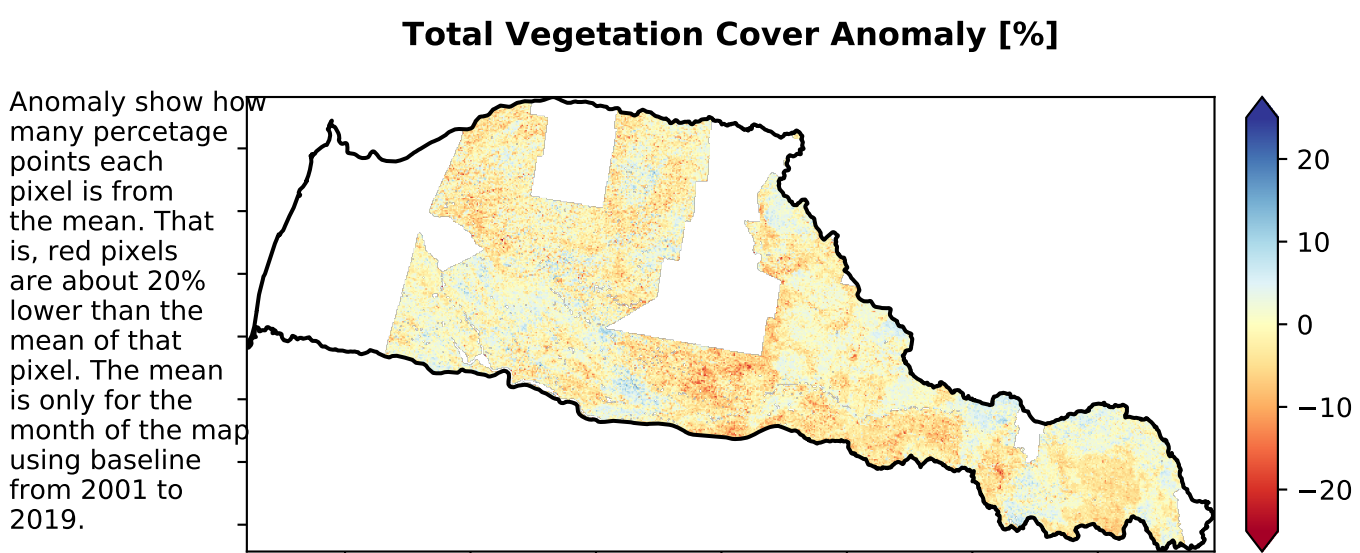 Total Vegetation Cover Anomaly [%]
Anomaly show how
many percetage
points each
pixel is from
the mean. That
is, red pixels
are about 20%
lower than the
mean of that
pixel. The mean
is only for the
month of the map
using baseline
from 2001 to
2019.
20
10
0
−10
−20